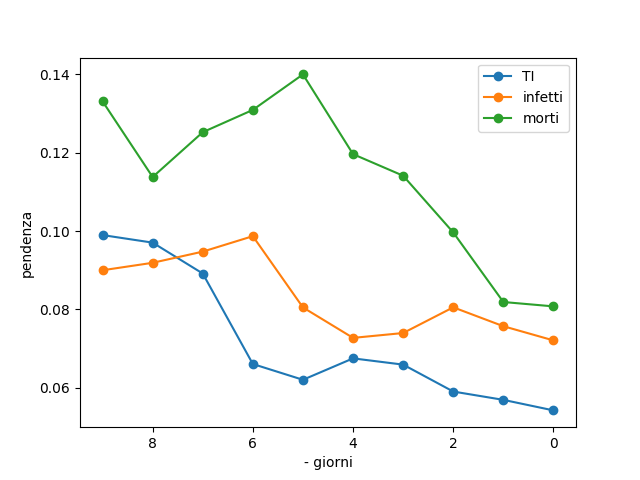 0.14
0.12
0.10
0.08
0.06
pendenza
8 6 4 2 0
- giorni
TI
infetti
morti